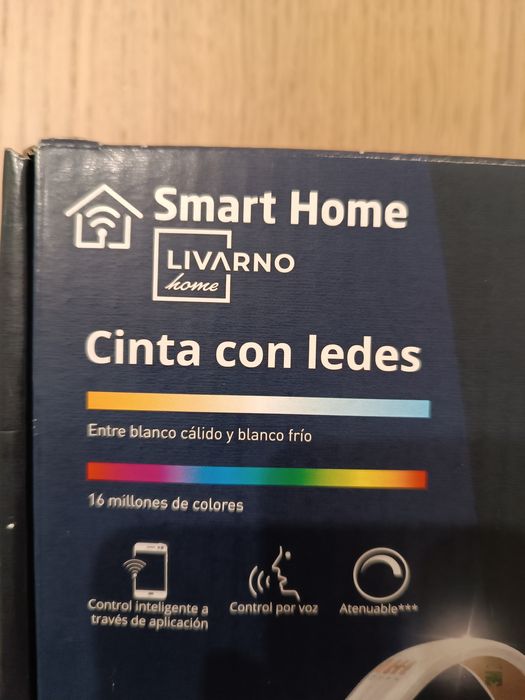 Smart Home
LIVARNO
home
Cinta con ledes
Entre blanco cálido y blanco frío
16 millones de colores
Control inteligente a
través de aplicación
Control por voz
Atenuable***